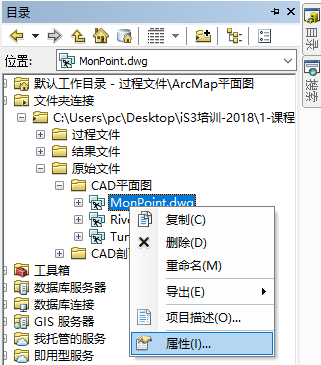 目录
位置:
MonPoint.dwg
默认工作目录 - 过程文件\ArcMap平面图
文件夹连接
C:\Users\pc\Desktop\iS3培训-2018\1-课程
过程文件
结果文件
原始文件
CAD平面图
MonPoint.dwg
Rive
Tun
CAD剖
工具箱
数据库服务器
数据库连接
GIS 服务器
我托管的服务
即用型服务
复制(C)
删除(D)
重命名(M)
导出(E)
项目描述(O)...
属性(I)...
目录
搜索